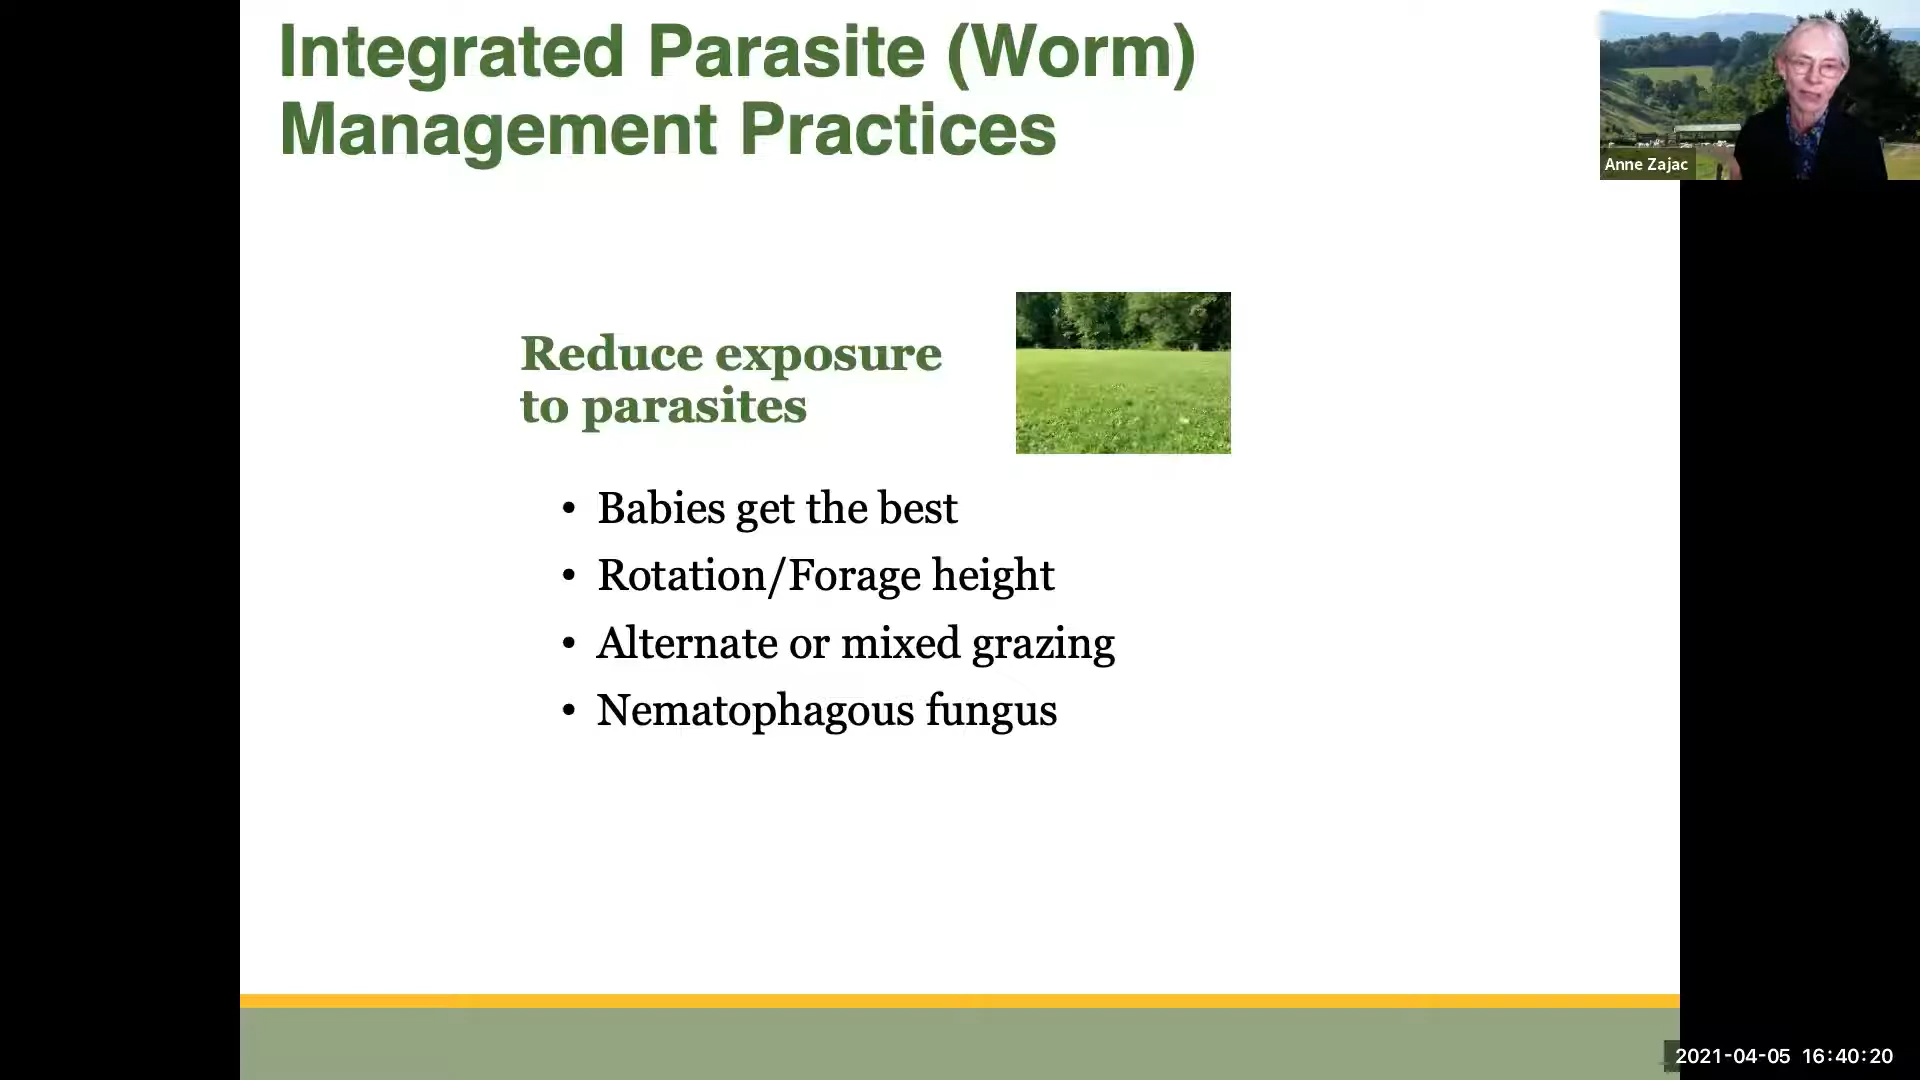 Integrated Parasite (Worm)
Management Practices
Anne Zajac
Reduce exposure
to parasites
• Babies get the best
• Rotation/Forage height
• Alternate or mixed grazing
• Nematophagous fungus
2021-04-05 16:40:20